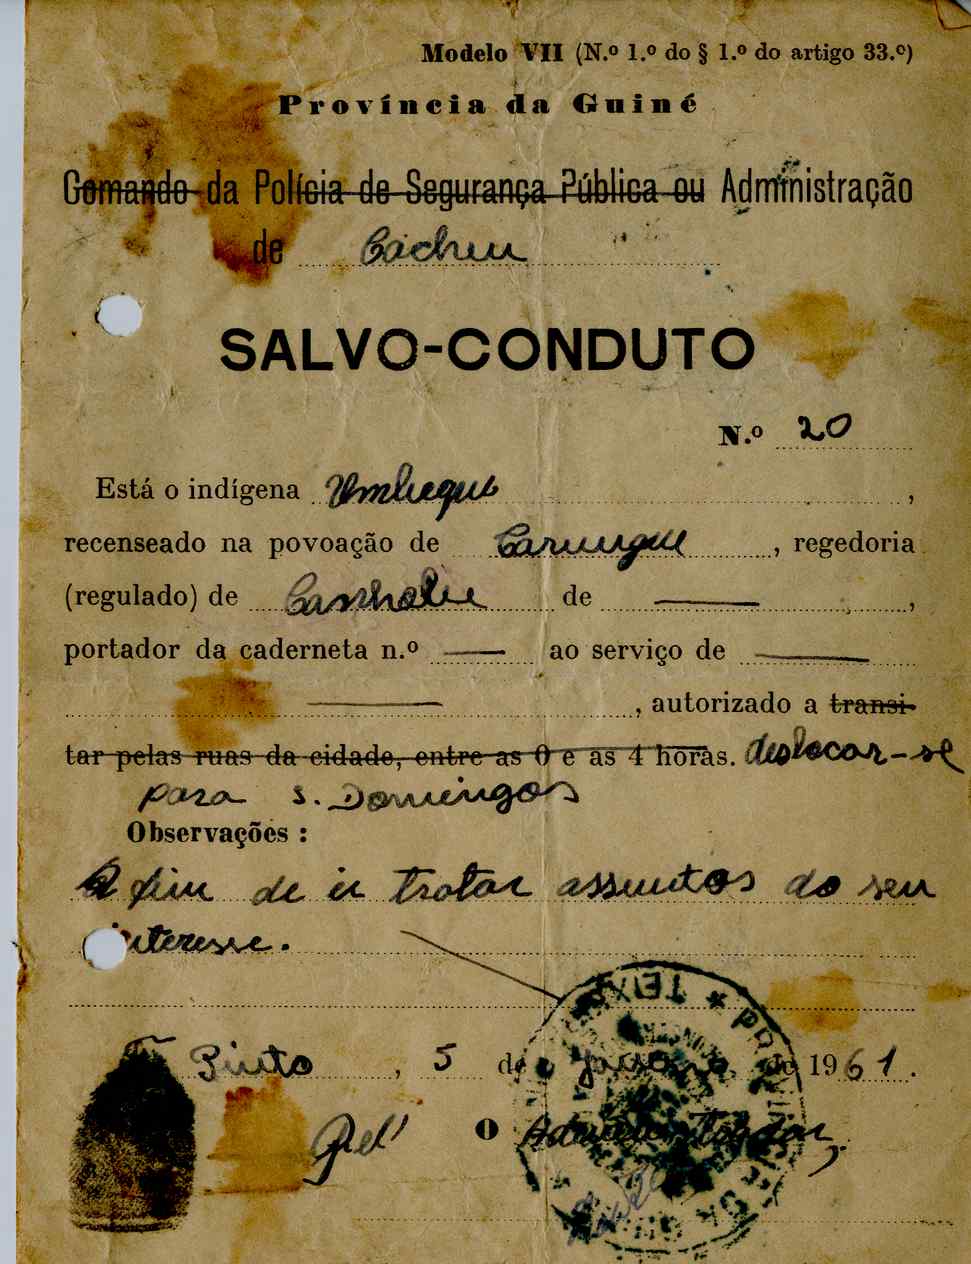 Modelo VII (N.º 1.º do § 1.º do artigo 33.º)
Província da Guiné
Comando da Polícia de Segurança Pública ou Administração
de Cacheu
SALVO-CONDUTO
N.º 20
Está o indígena ,
recenseado na povoação de , regedoria
(regulado) de de ,
portador da caderneta n.º ao serviço de
, autorizado a transi-
tar pelas ruas da cidade, entre as 0 e as 4 horas. deslocar-se
para S. Domingos
Observações :
A fim de ir tratar assuntos do seu
interesse.
, 5 de de 1961.
Pel' O Administrador,